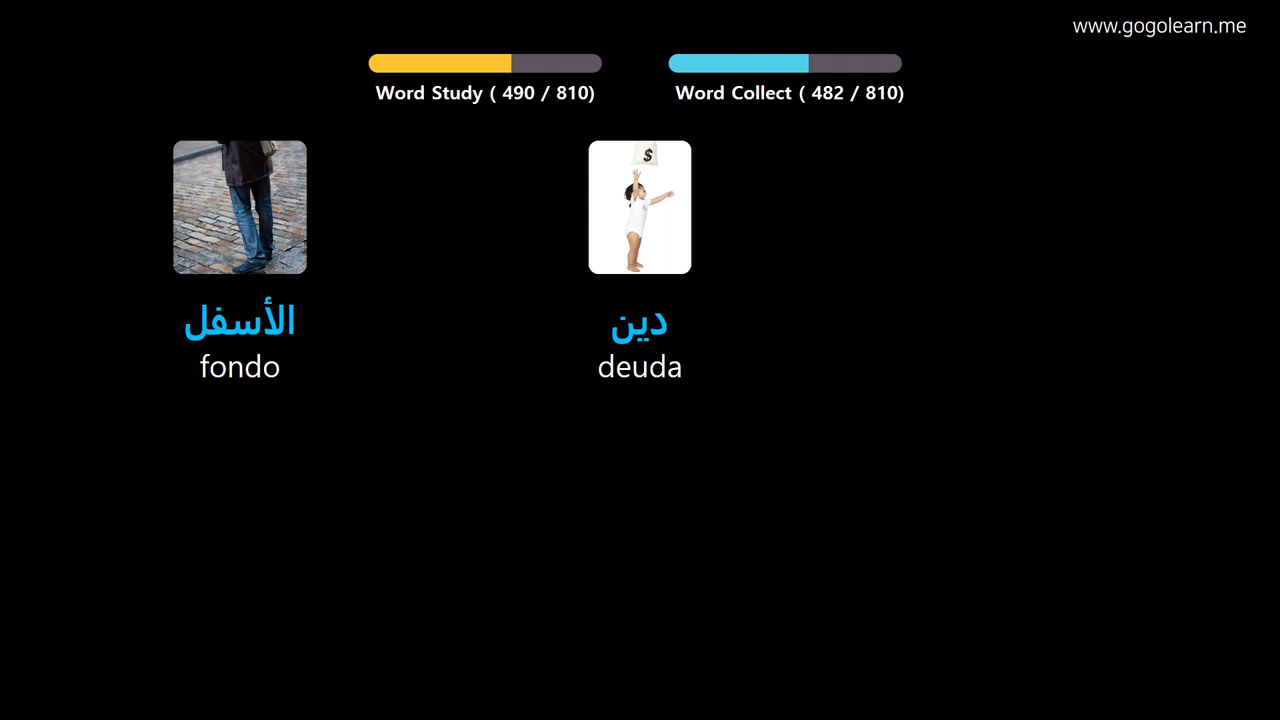 www.gogolearn.me
Word Study ( 490 / 810)
Word Collect ( 482 / 810)
$
الأسفل
fondo
دين
deuda